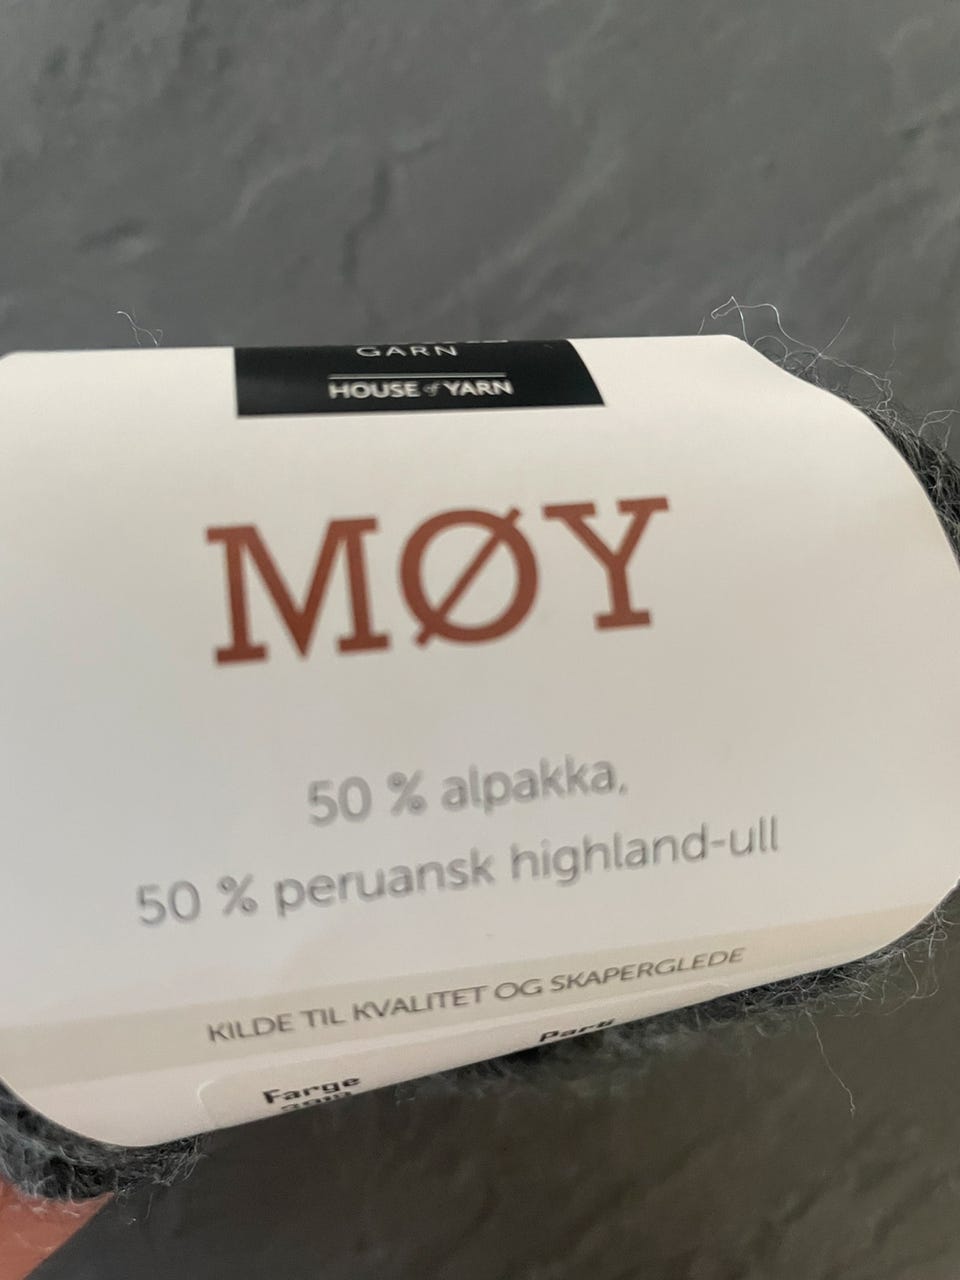 GARN
HOUSE of YARN
MØY
50 % alpakka,
50 % peruansk highland-ull
KILDE TIL KVALITET OG SKAPERGLEDE
Parti
Farge